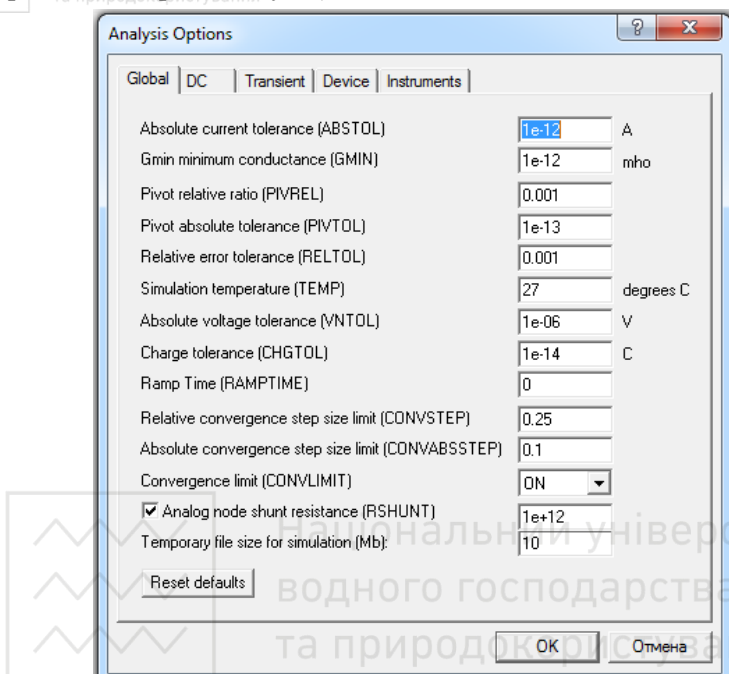 та природокористування
Analysis Options
Global DC Transient Device Instruments
Absolute current tolerance (ABSTOL) 1e-12 A
Gmin minimum conductance (GMIN) 1e-12 mho
Pivot relative ratio (PIVREL) 0.001
Pivot absolute tolerance (PIVTOL) 1e-13
Relative error tolerance (RELTOL) 0.001
Simulation temperature (TEMP) 27 degrees C
Absolute voltage tolerance (VNTOL) 1e-06 V
Charge tolerance (CHGTOL) 1e-14 C
Ramp Time (RAMPTIME) 0
Relative convergence step size limit (CONVSTEP) 0.25
Absolute convergence step size limit (CONVABSSTEP) 0.1
Convergence limit (CONVLIMIT) ON
Analog node shunt resistance (RSHUNT) 1e+12
Національн універ
Temporary file size for simulation (Mb): 10
Reset defaults
водного господарства
та природокористува
OK Отмена